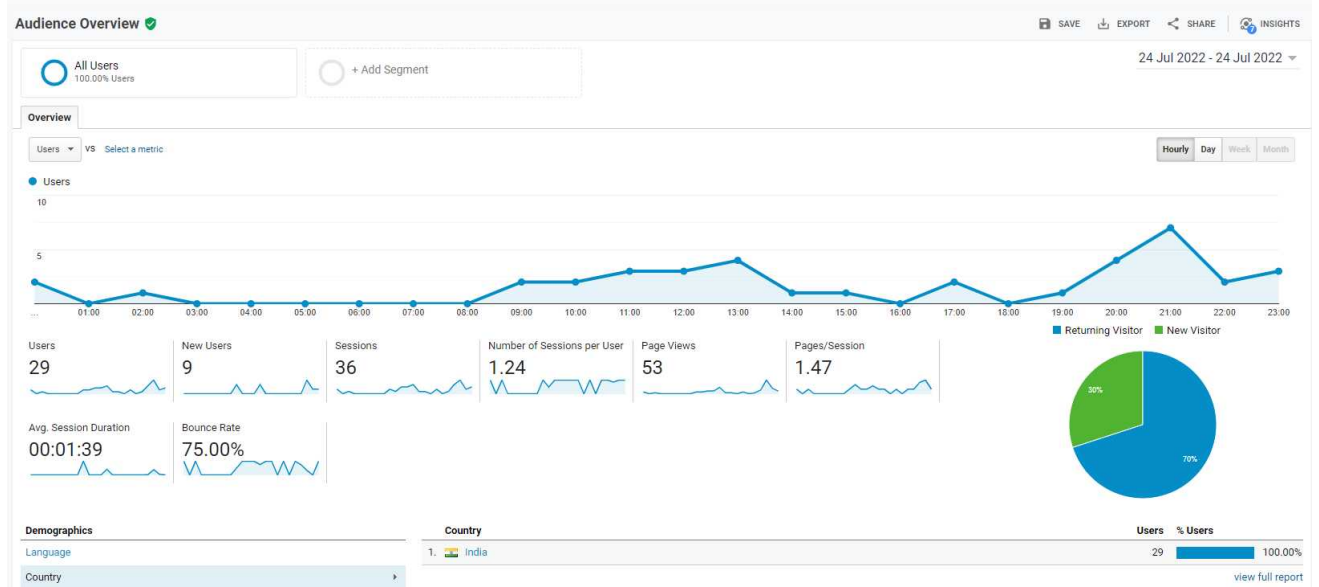 Audience Overview
SAVE EXPORT SHARE 7 INSIGHTS
All Users
100.00% Users
+ Add Segment
24 Jul 2022 - 24 Jul 2022
Overview
Users VS Select a metric
Hourly Day Week Month
Users
10
5
... 01:00 02:00 03:00 04:00 05:00 06:00 07:00 08:00 09:00 10:00 11:00 12:00 13:00 14:00 15:00 16:00 17:00 18:00 19:00 20:00 21:00 22:00 23:00
Returning Visitor New Visitor
Users New Users Sessions Number of Sessions per User Page Views Pages/Session
29 9 36 1.24 53 1.47
30%
70%
Avg. Session Duration Bounce Rate
00:01:39 75.00%
Demographics Country Users % Users
Language 1. India 29 100.00%
Country view full report